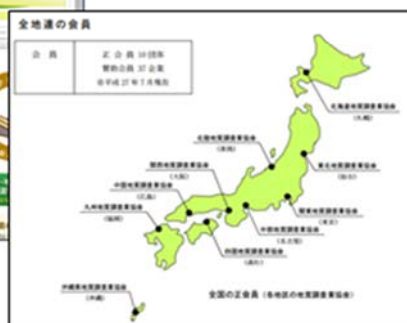 全地連の会員
会 員
正 会 員 10 団体
賛助会員 37 企業
※平成 27 年 7 月現在
北海道地質調査業協会
(札幌)
北陸地質調査業協会
(新潟)
東北地質調査業協会
(仙台)
関西地質調査業協会
(大阪)
中国地質調査業協会
(広島)
九州地質調査業協会
(福岡)
関東地質調査業協会
(東京)
中部地質調査業協会
(名古屋)
四国地質調査業協会
(高松)
沖縄県地質調査業協会
(沖縄)
全国の正会員 (各地区の地質調査業協会)